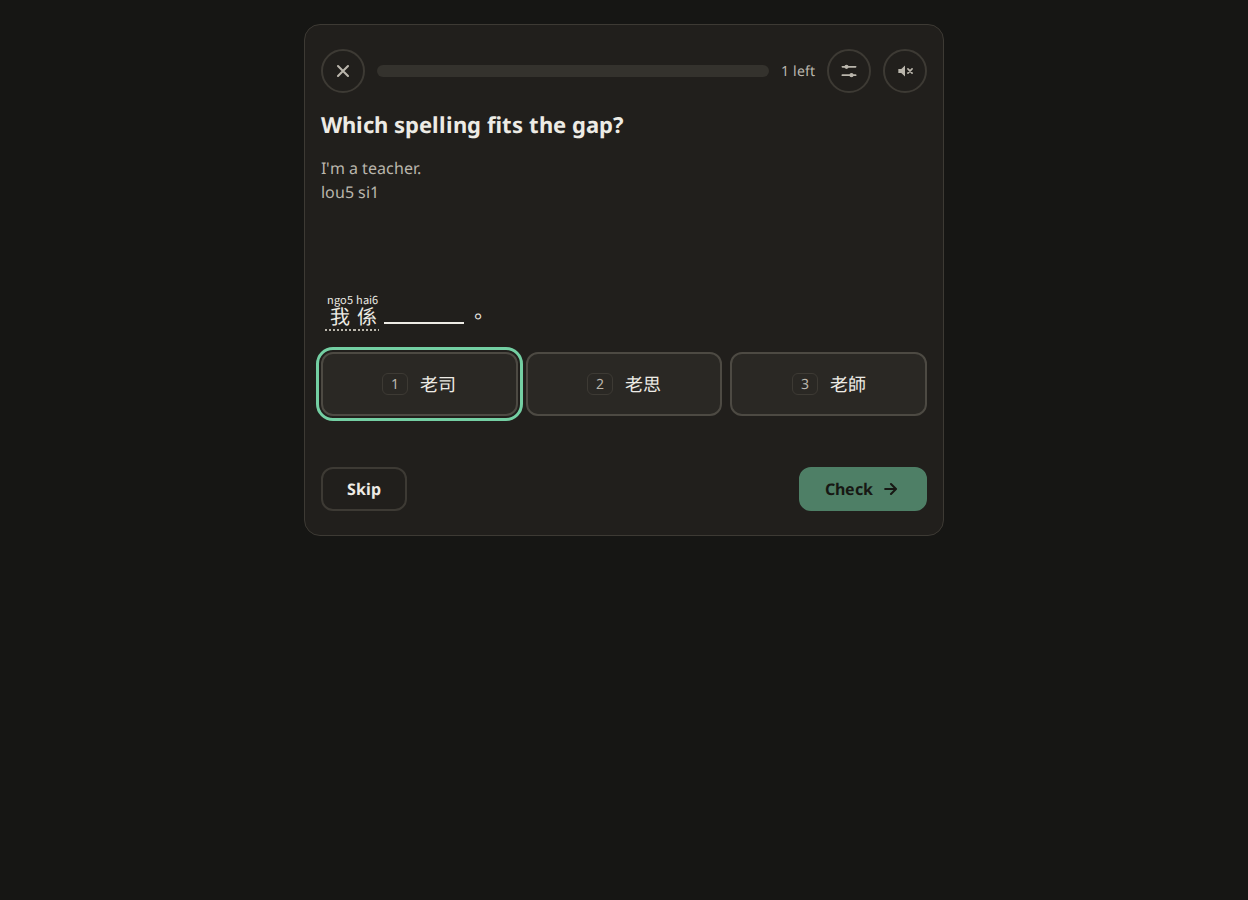 1 left
Which spelling fits the gap?
I'm a teacher.
lou5 si1
ngo5 hai6
我係 。
1 老司
2 老思
3 老師
Skip
Check